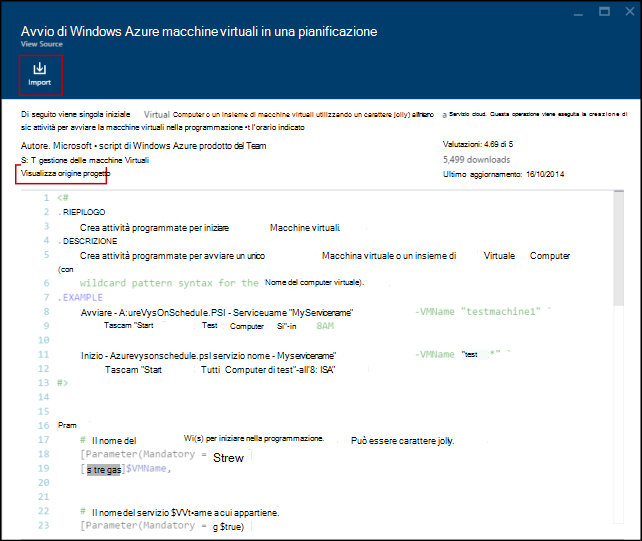 Avvio di Windows Azure macchine virtuali in una pianificazione
View Source
Import
Di seguito viene singola iniziale Virtual Computer o un insieme di macchine virtuali utilizzando un carattere jolly) all'interno a Servizio cloud. Questa operazione viene eseguita la creazione di
sic attività per avviare la macchina virtuali nella programmazione •t l'orario indicato
Autore. Microsoft • script di Windows Azure prodotto del Team
Valutazioni: 4.69 di 5
S: T gestione delle macchine Virtuali
5,499 downloads
Visualizza origine progetto
Ultimo aggiornamento: 16/10/2014
1 <#
2 . RIEPILOGO
3 Crea attività programmate per iniziare Macchine virtuali.
4 . DESCRIZIONE
5 Crea attività programmate per avviare un unico Macchina virtuale o un insieme di Virtuale Computer
(con
6 wildcard pattern syntax for the Nome del computer virtuale).
7 .EXAMPLE
8 Avviare - A:ureVysOnSchedule.PSI - Serviceuame "MyServicename" -VMName "testmachine1" `
9 Tascam "Start Test Computer Si"-in 8AM
10
11 Inizio - Azurevysonschedule.psl servizio nome - Myservicename" -VMName "test *" `
12 Tascam "Start Tutti Computer di test"-all'8: ISA"
13 #>
14
15
16 Pram
17 # Il nome del Wi(s) per iniziare nella programmazione. Può essere carattere jolly.
18 [Parameter(Mandatory = Strew
19 [s tre gas]$VMName,
20
21
22 # Il nome del servizio $VVt•ame a cui appartiene.
23 [Parameter(Mandatory = g $true)